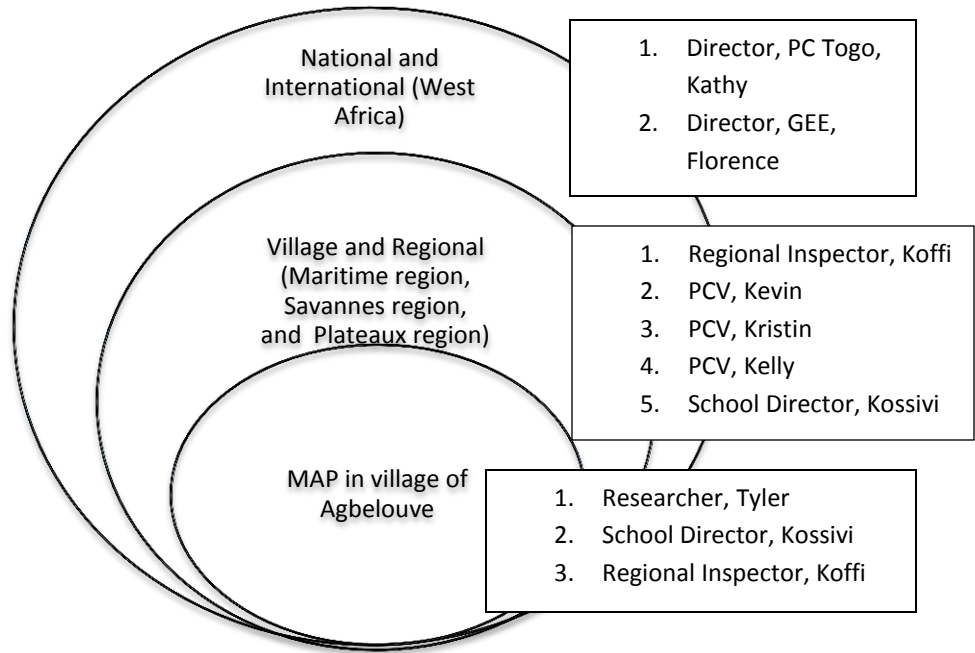 National and
International (West
Africa)
1. Director, PC Togo,
Kathy
2. Director, GEE,
Florence
Village and Regional
(Maritime region,
Savannes region,
and Plateaux region)
1. Regional Inspector, Koffi
2. PCV, Kevin
3. PCV, Kristin
4. PCV, Kelly
5. School Director, Kossivi
MAP in village of
Agbelouve
1. Researcher, Tyler
2. School Director, Kossivi
3. Regional Inspector, Koffi